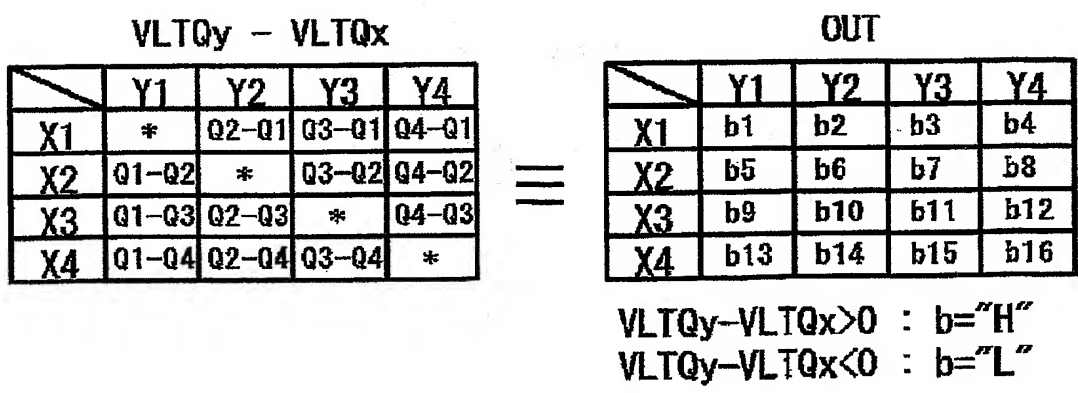 VLTQy - VLTQx
Y1 Y2 Y3 Y4
X1 * Q2-Q1 Q3-Q1 Q4-Q1
X2 Q1-Q2 * Q3-Q2 Q4-Q2
X3 Q1-Q3 Q2-Q3 * Q4-Q3
X4 Q1-Q4 Q2-Q4 Q3-Q4 *
=
OUT
Y1 Y2 Y3 Y4
X1 b1 b2 b3 b4
X2 b5 b6 b7 b8
X3 b9 b10 b11 b12
X4 b13 b14 b15 b16
VLTQy-VLTQx>0 : b="H"
VLTQy-VLTQx<0 : b="L"